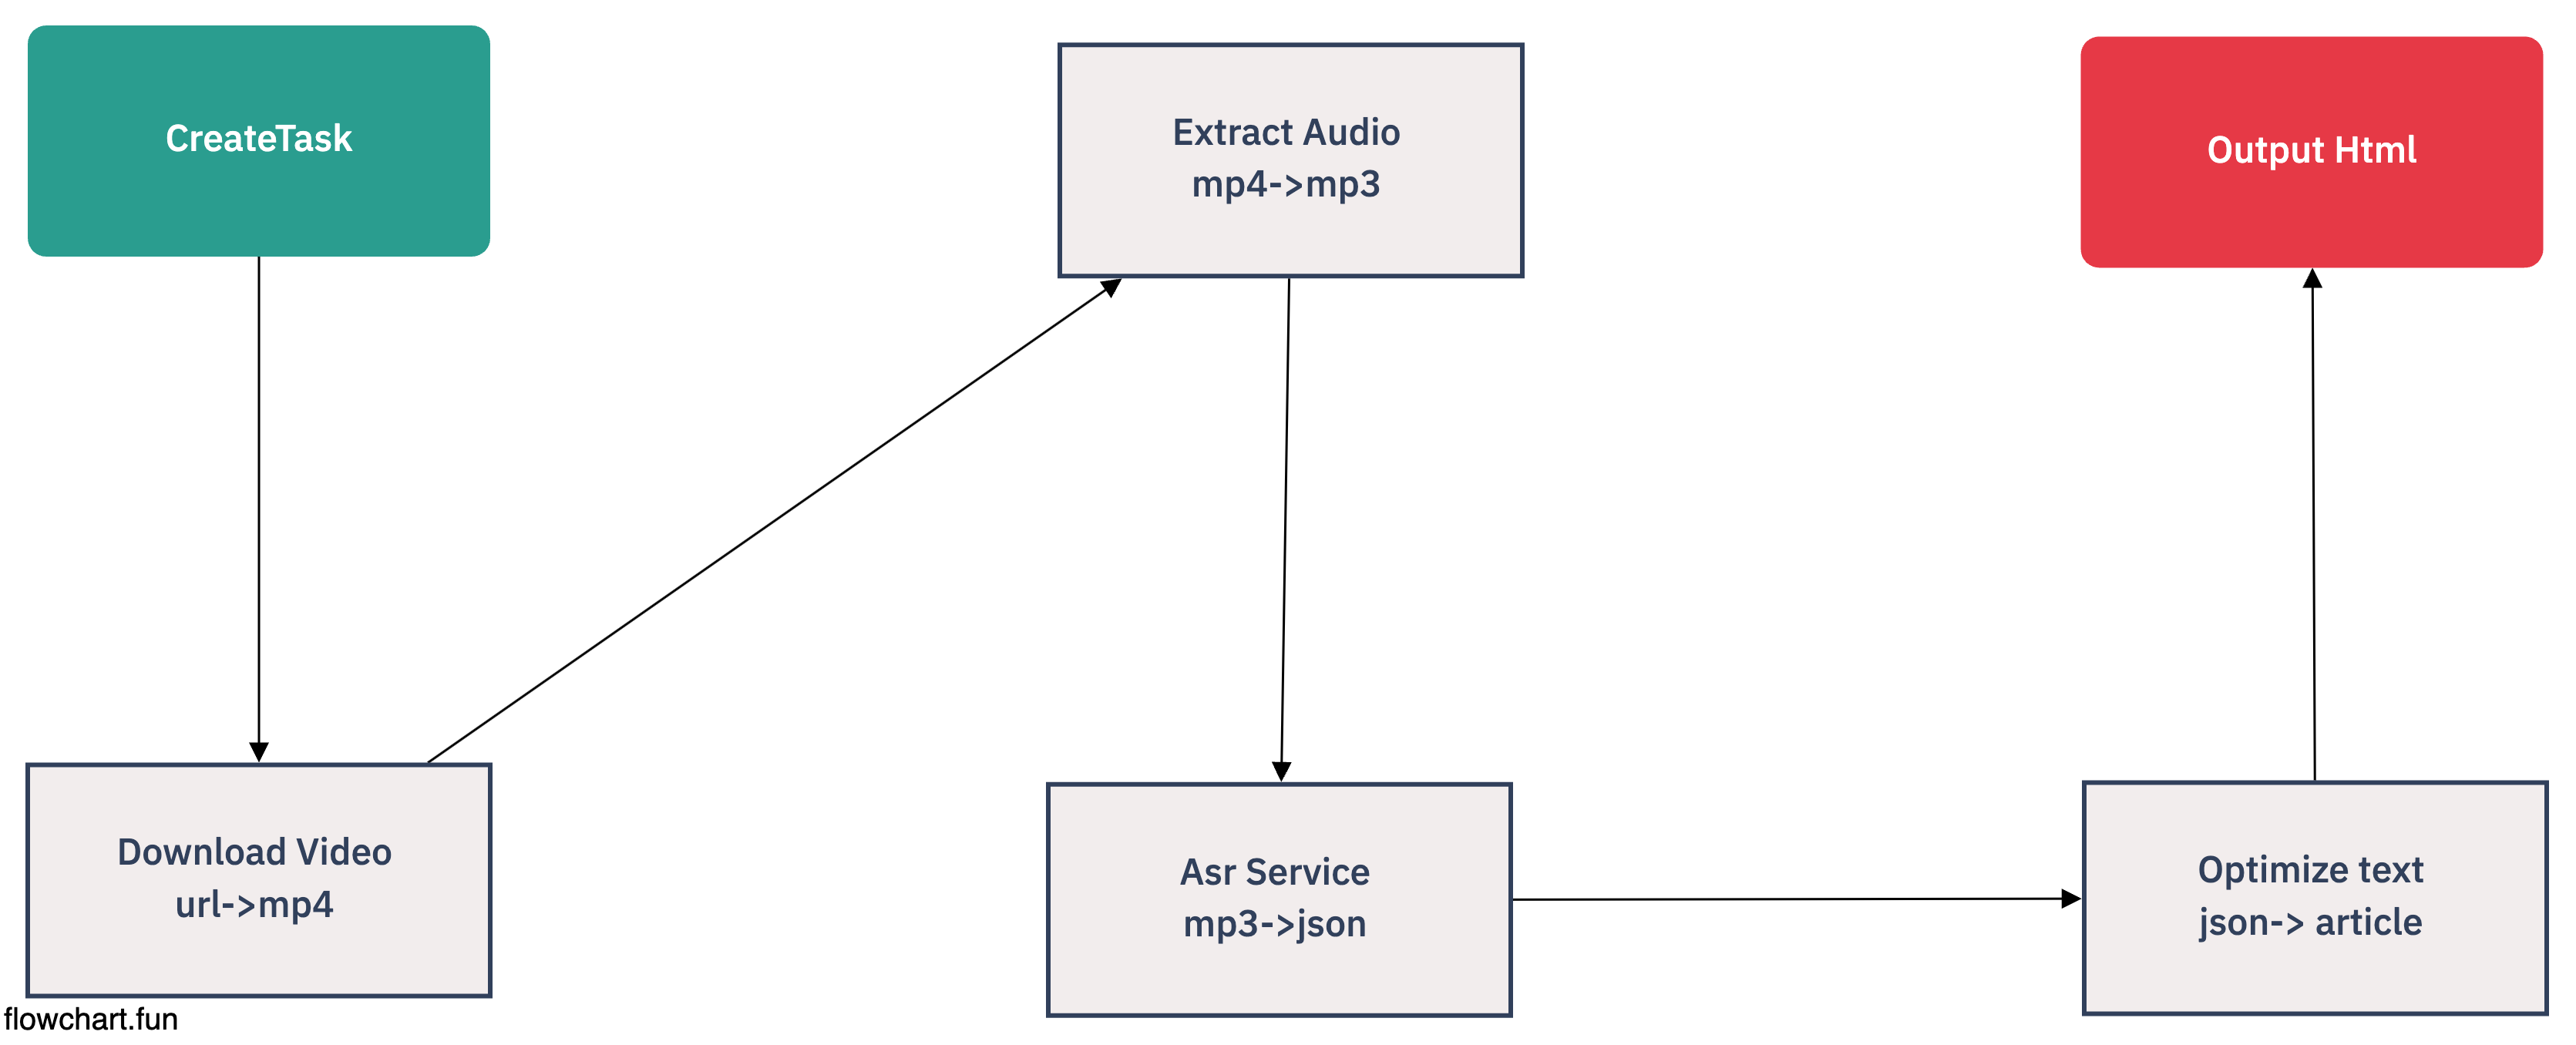 CreateTask
Download Video
url->mp4
Extract Audio
mp4->mp3
Asr Service
mp3->json
Optimize text
json-> article
Output Html
flowchart.fun